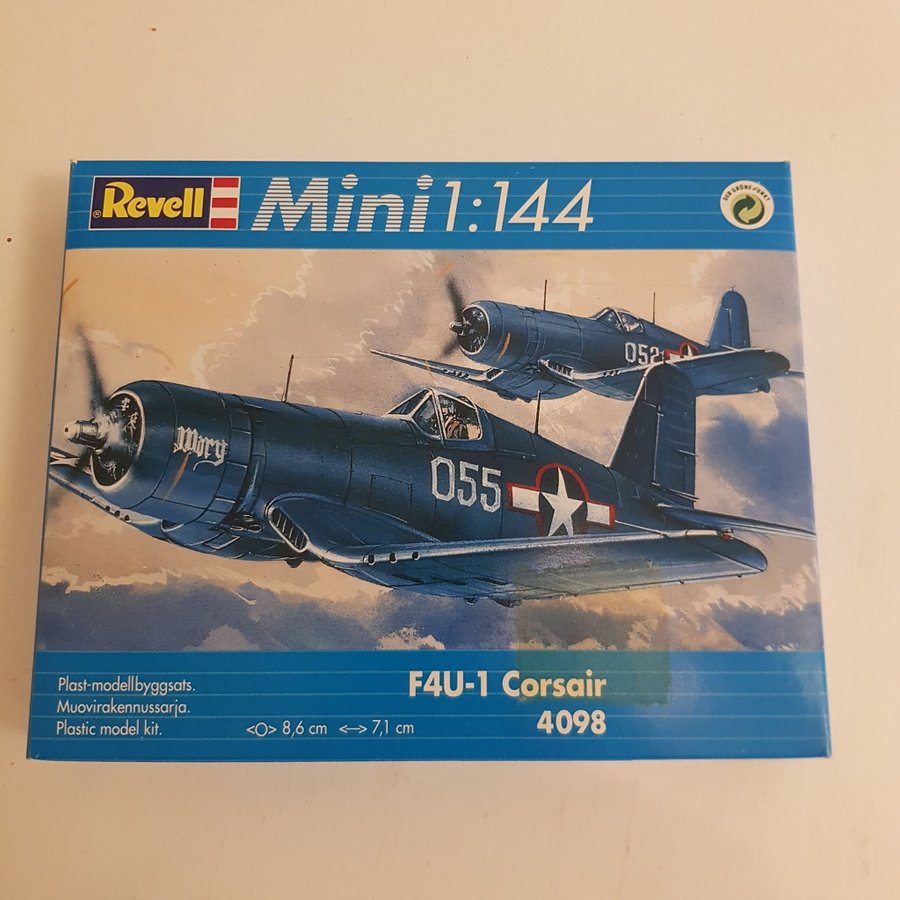 ®Revell
Mini 1:144
DER GRÜNE PUNKT
052
Mary
055
Plast-modellbyggsats.
Muovirakennussarja.
Plastic model kit.
8,6 cm
7,1 cm
F4U-1 Corsair
4098